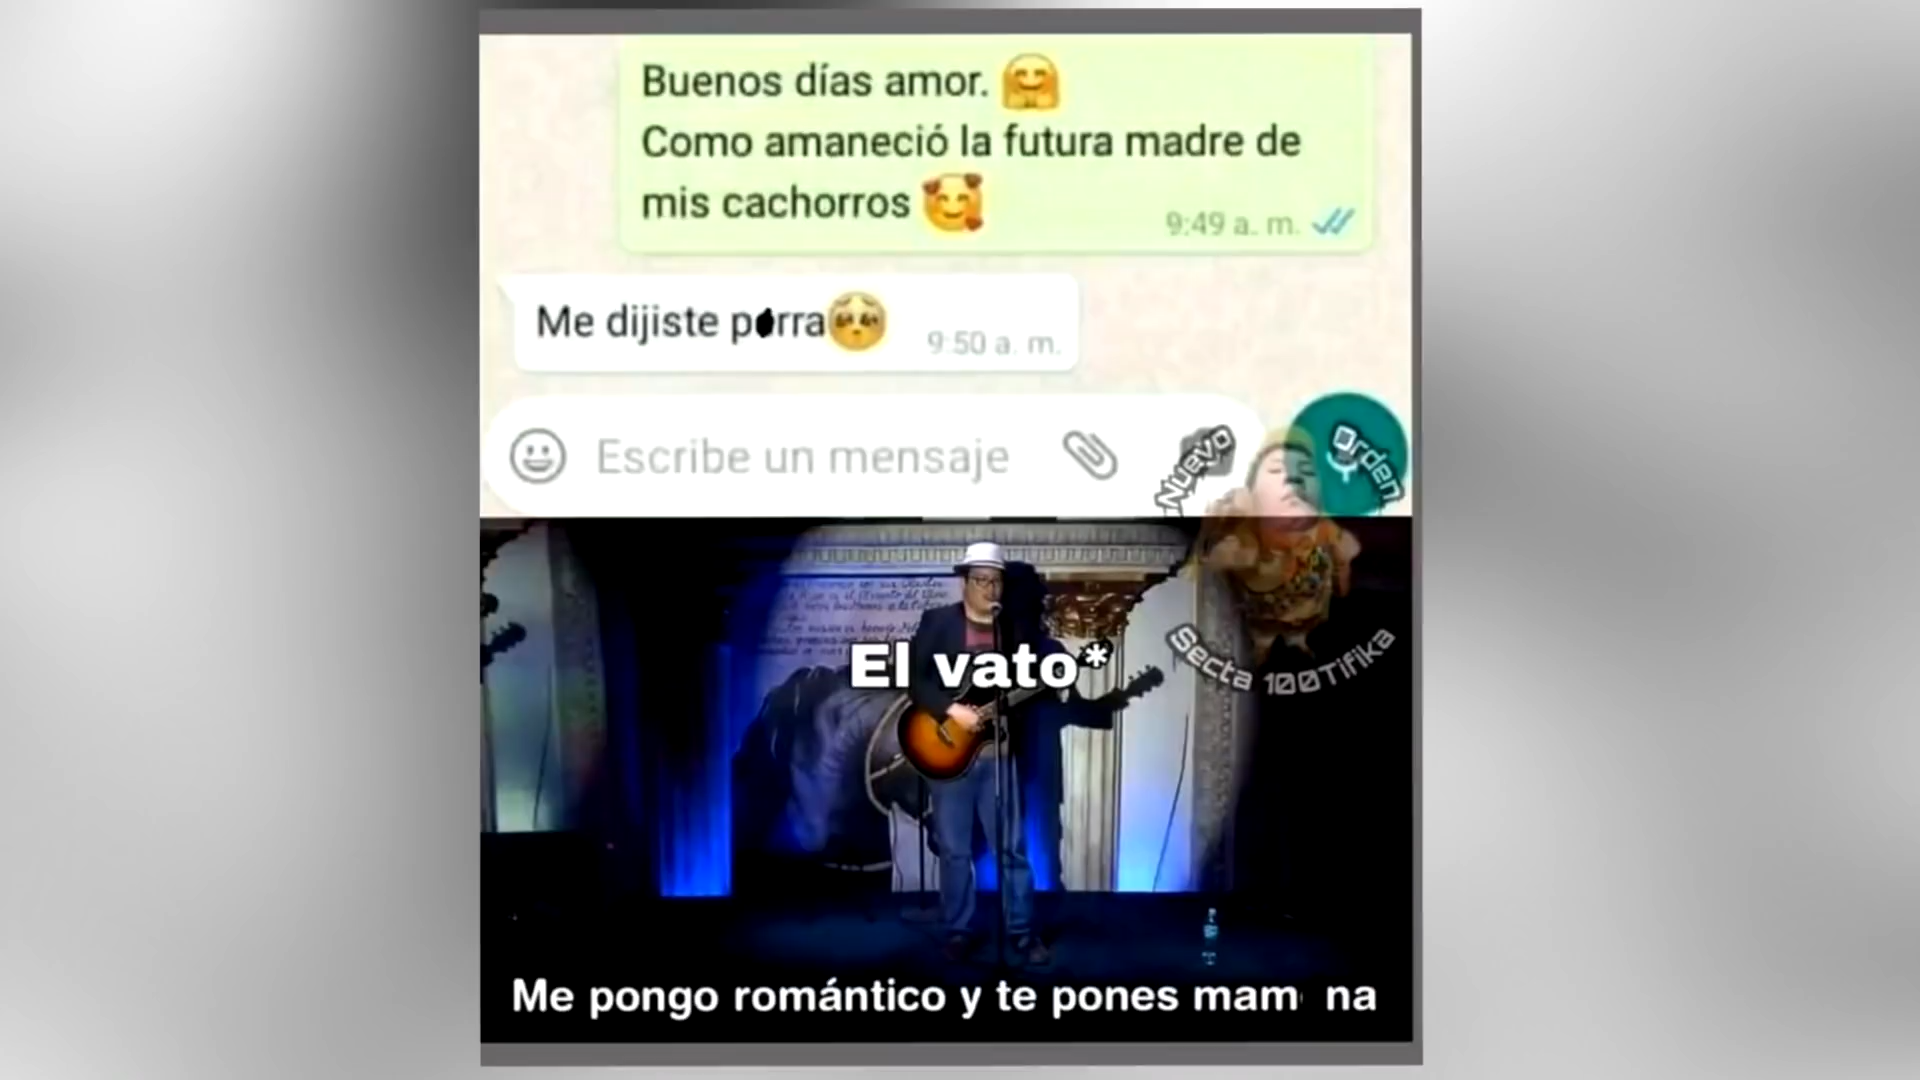 Buenos días amor. 🤗
Como amaneció la futura madre de
mis cachorros 🥰
9:49 a. m.
Me dijiste p rra🥺
9:50 a. m.
Escribe un mensaje
Nuevo Orden
El vato*
Secta 100Tifika
Me pongo romántico y te pones mam na